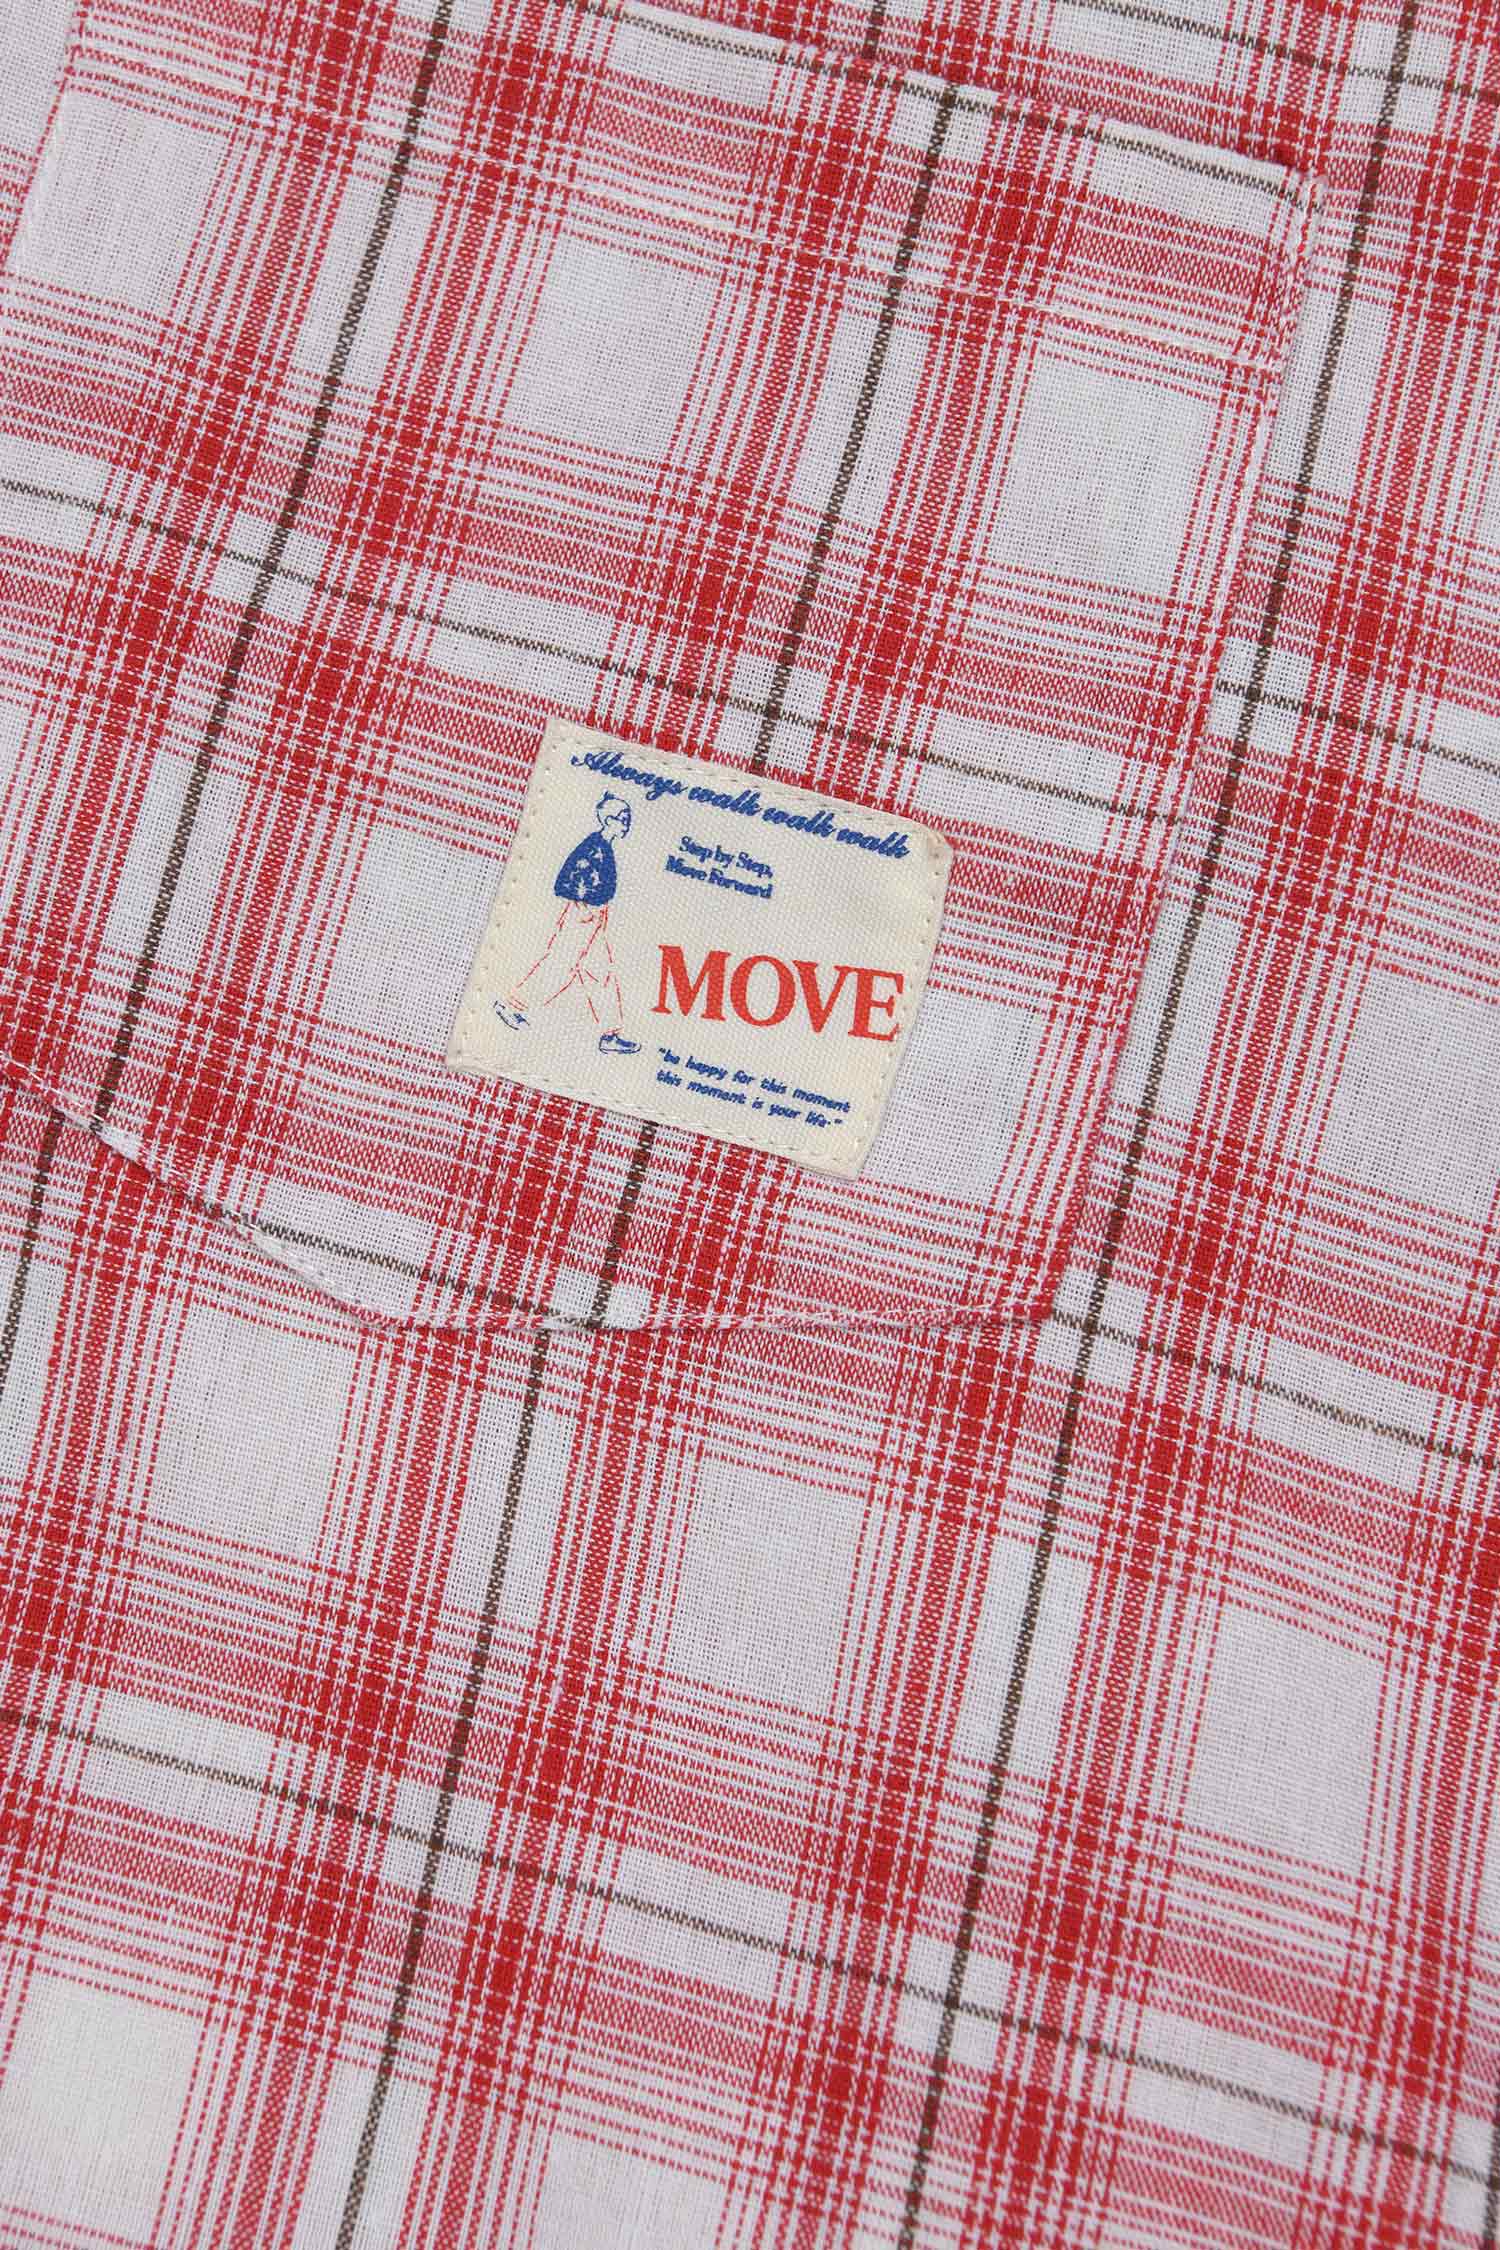 Always walk walk walk
Step by Step,
Move Forward
MOVE
"be happy for this moment
this moment is your life."